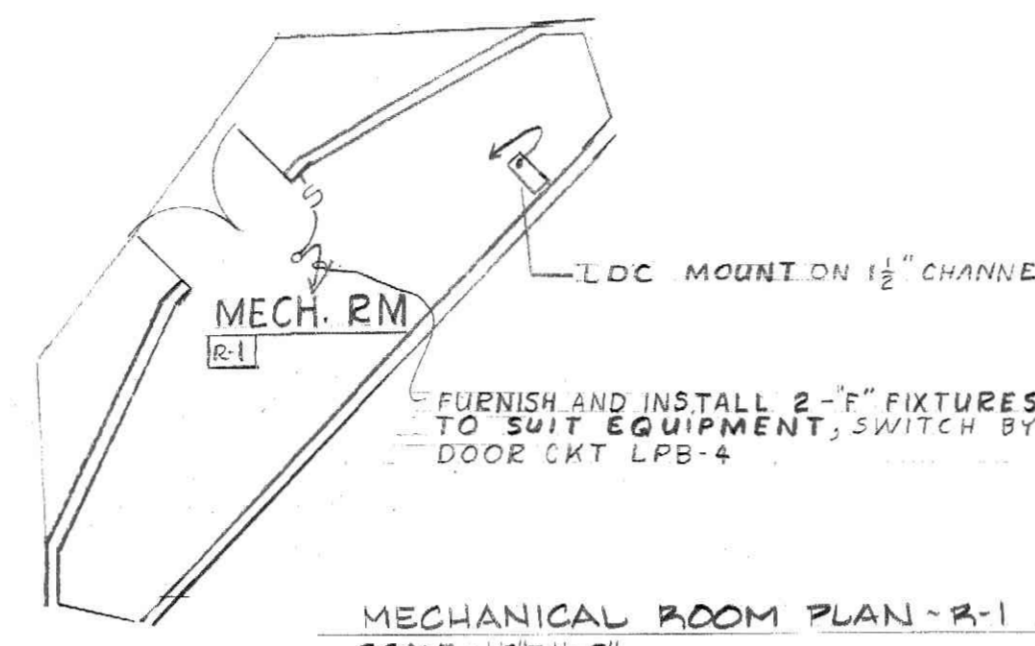 S
LDC MOUNT ON 1½" CHANNE
MECH. RM
R-1
FURNISH AND INSTALL 2-"F" FIXTURES
TO SUIT EQUIPMENT, SWITCH BY
DOOR CKT LPB-4
MECHANICAL ROOM PLAN ~ R-1